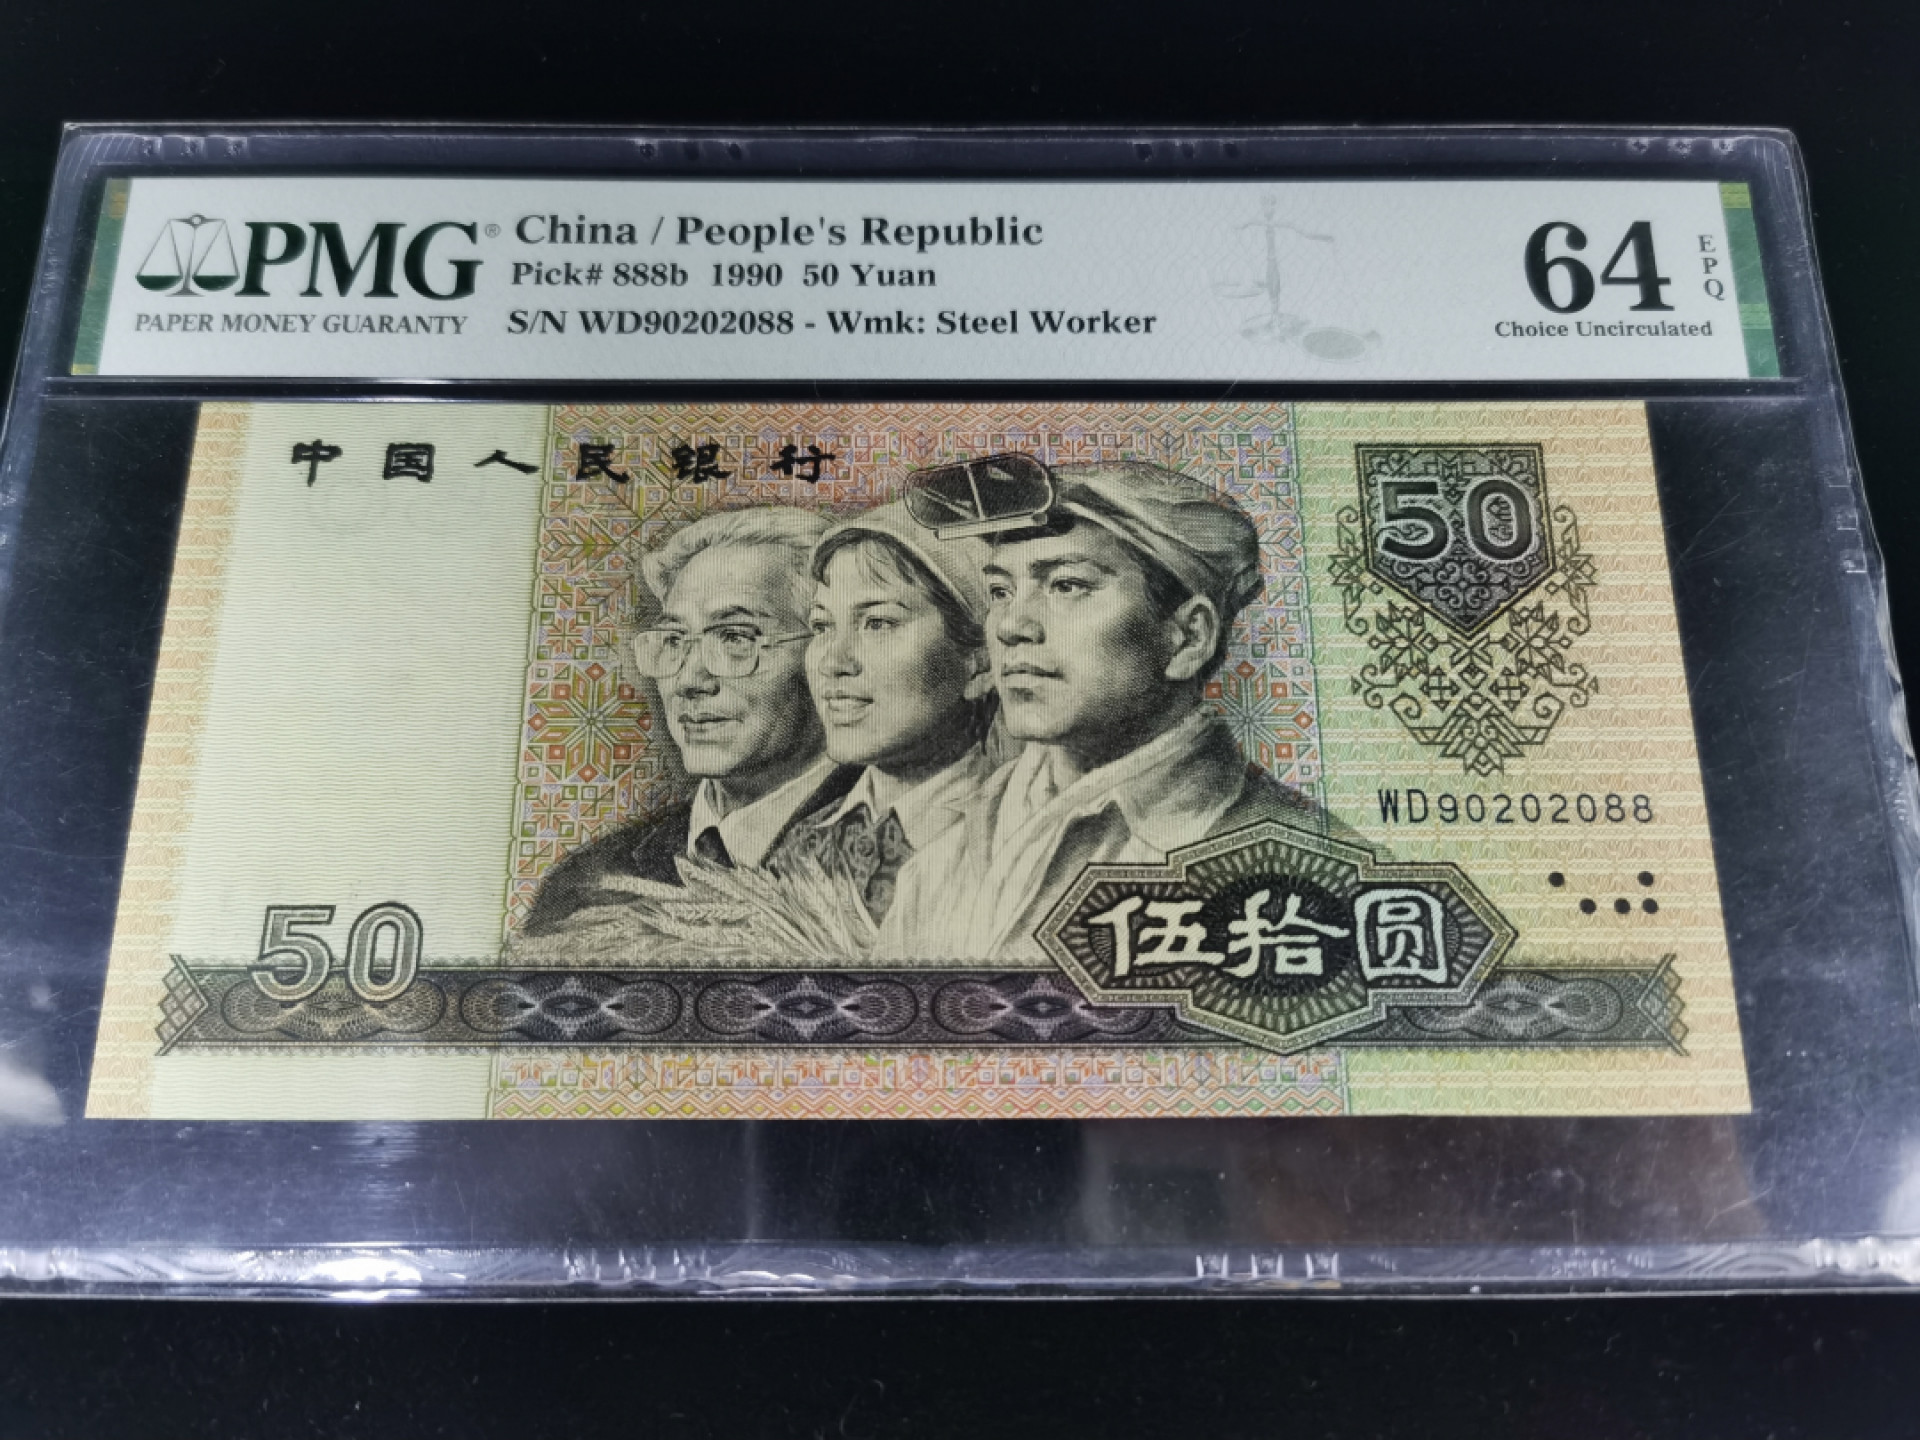 PMG® China / People's Republic
Pick# 888b 1990 50 Yuan
PAPER MONEY GUARANTY S/N WD90202088 - Wmk: Steel Worker
64 EPQ
Choice Uncirculated
中国人民银行
50
WD90202088
伍拾圆
50